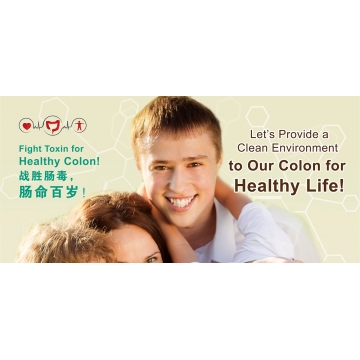 Fight Toxin for
Healthy Colon!
战胜肠毒，
肠命百岁！
Let's Provide a
Clean Environment
to Our Colon for
Healthy Life!